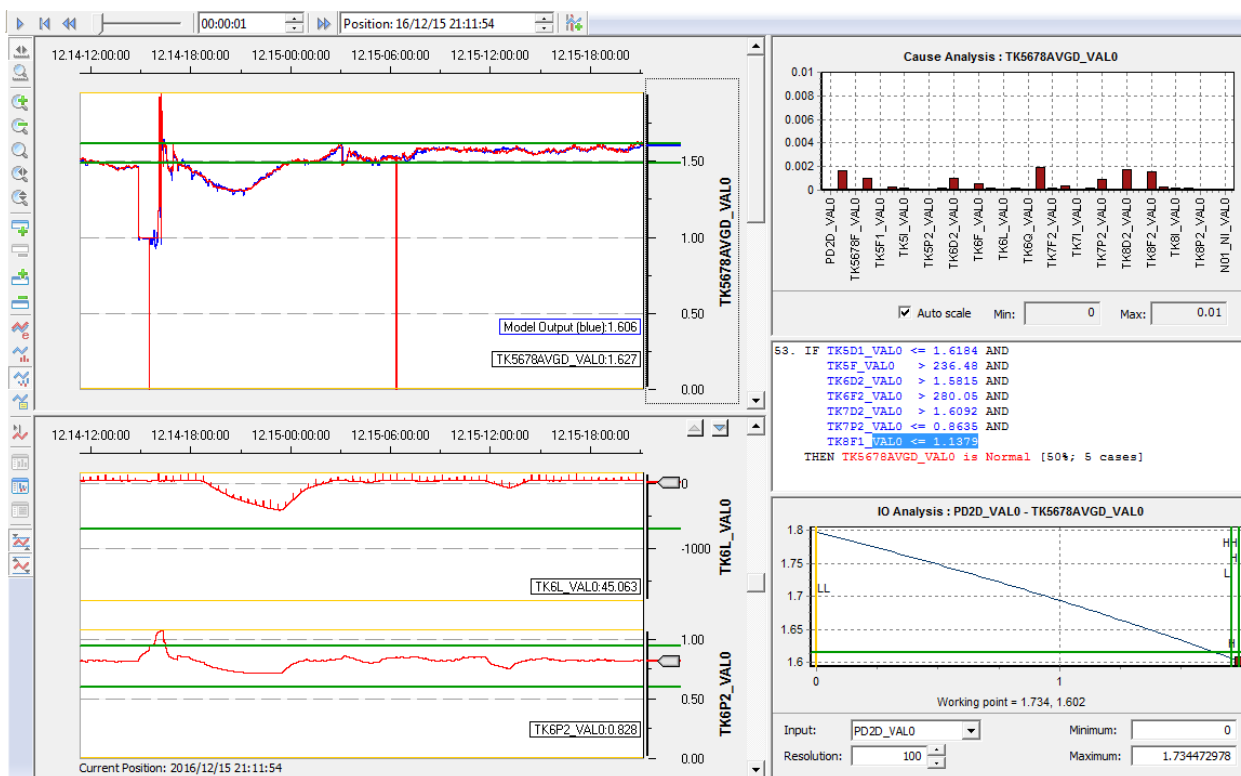 00:00:01 Position: 16/12/15 21:11:54
12.14-12:00:00 12.14-18:00:00 12.15-00:00:00 12.15-06:00:00 12.15-12:00:00 12.15-18:00:00
1.50
1.00
0.50
0.00
TK5678AVGD_VAL0
Model Output (blue):1.606
TK5678AVGD_VAL0:1.627
12.14-12:00:00 12.14-18:00:00 12.15-00:00:00 12.15-06:00:00 12.15-12:00:00 12.15-18:00:00
0
-1000
TK6L_VAL0
TK6L_VAL0:45.063
1.00
0.50
0.00
TK6P2_VAL0
TK6P2_VAL0:0.828
Current Position: 2016/12/15 21:11:54
Cause Analysis : TK5678AVGD_VAL0
0.01
0.008
0.006
0.004
0.002
0
PD2D_VAL0
TK5678F_VAL0
TK5F1_VAL0
TK5I_VAL0
TK5P2_VAL0
TK6D2_VAL0
TK6F_VAL0
TK6L_VAL0
TK6Q_VAL0
TK7F2_VAL0
TK7I_VAL0
TK7P2_VAL0
TK8D2_VAL0
TK8F2_VAL0
TK8I_VAL0
TK8P2_VAL0
N01_NI_VAL0
Auto scale Min: 0 Max: 0.01
53. IF TK5D1_VAL0 <= 1.6184 AND
TK5F_VAL0 > 236.48 AND
TK6D2_VAL0 > 1.5815 AND
TK6F2_VAL0 > 280.05 AND
TK7D2_VAL0 > 1.6092 AND
TK7P2_VAL0 <= 0.8635 AND
TK8F1_VAL0 <= 1.1379
THEN TK5678AVGD_VAL0 is Normal [50%; 5 cases]
IO Analysis : PD2D_VAL0 - TK5678AVGD_VAL0
1.8
1.75
1.7
1.65
1.6
LL
H H
H
L
H
0 1
Working point = 1.734, 1.602
Input: PD2D_VAL0 Minimum: 0
Resolution: 100 Maximum: 1.734472978